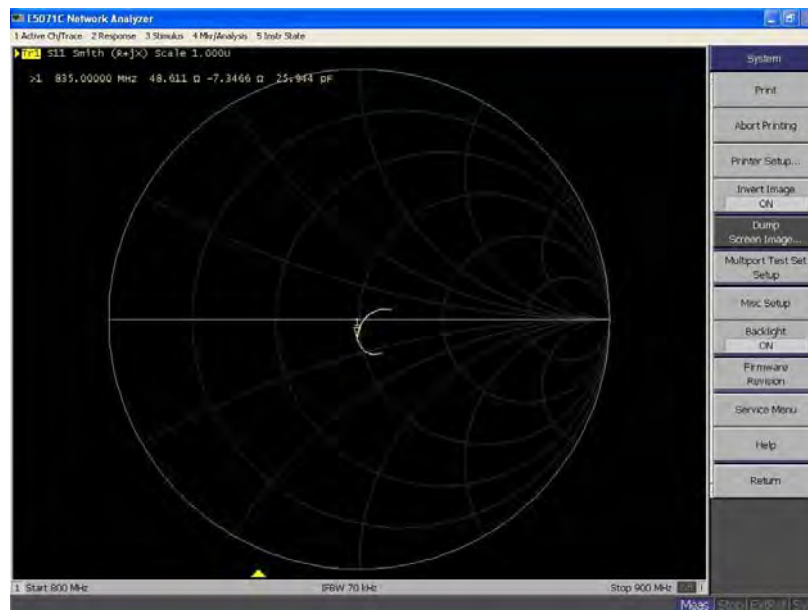 E5071C Network Analyzer
1 Active Ch/Trace 2 Response 3 Stimulus 4 Mkr/Analysis 5 Instr State
Tr1 S11 Smith (R+jX) Scale 1.000U
>1 835.00000 MHz 48.611 Ω -7.3466 Ω 25.944 pF
1
System
Print
Abort Printing
Printer Setup...
Invert Image
ON
Dump
Screen Image...
Multiport Test Set
Setup
Misc Setup
Backlight
ON
Firmware
Revision
Service Menu
Help
Return
1 Start 800 MHz IFBW 70 kHz Stop 900 MHz
Meas Stop